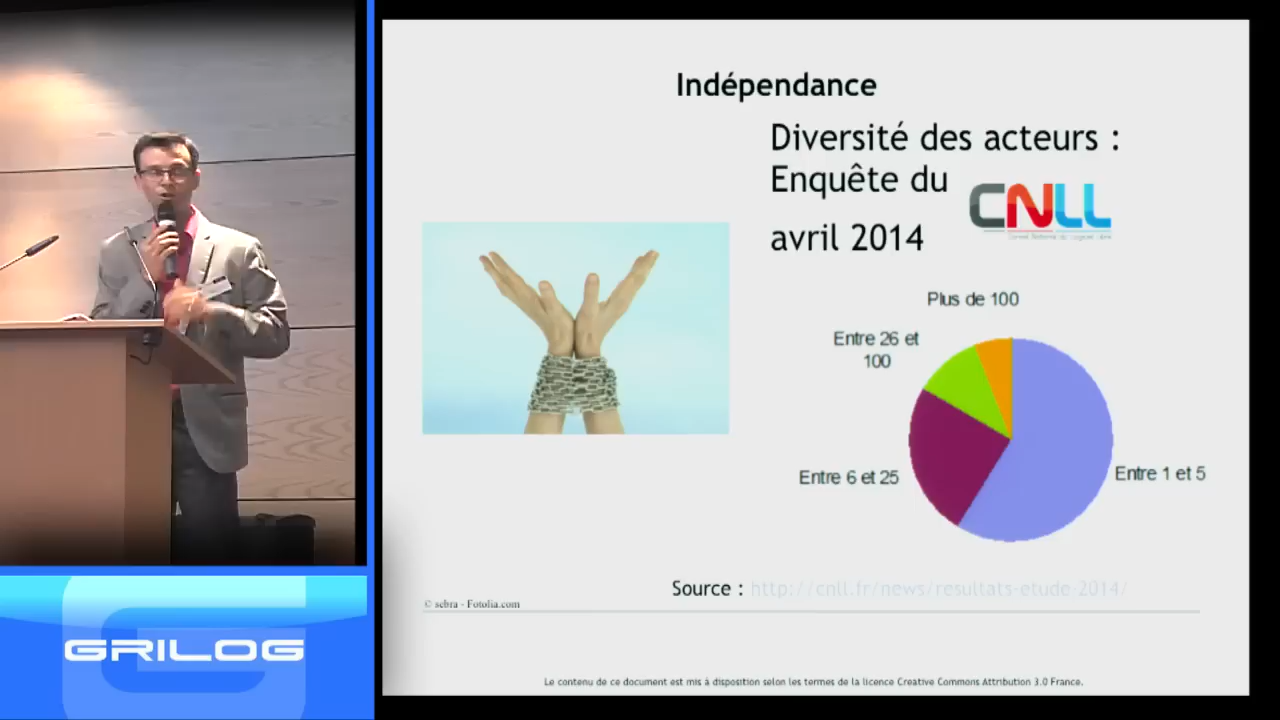 Indépendance
Diversité des acteurs :
Enquête du
CNLL
avril 2014
Plus de 100
Entre 26 et
100
Entre 6 et 25
Entre 1 et 5
Source : http://cnll.fr/news/resultats-etude-2014/
© sebra - Fotolia.com
GRILOG
Le contenu de ce document est mis à disposition selon les termes de la licence Creative Commons Attribution 3.0 France.